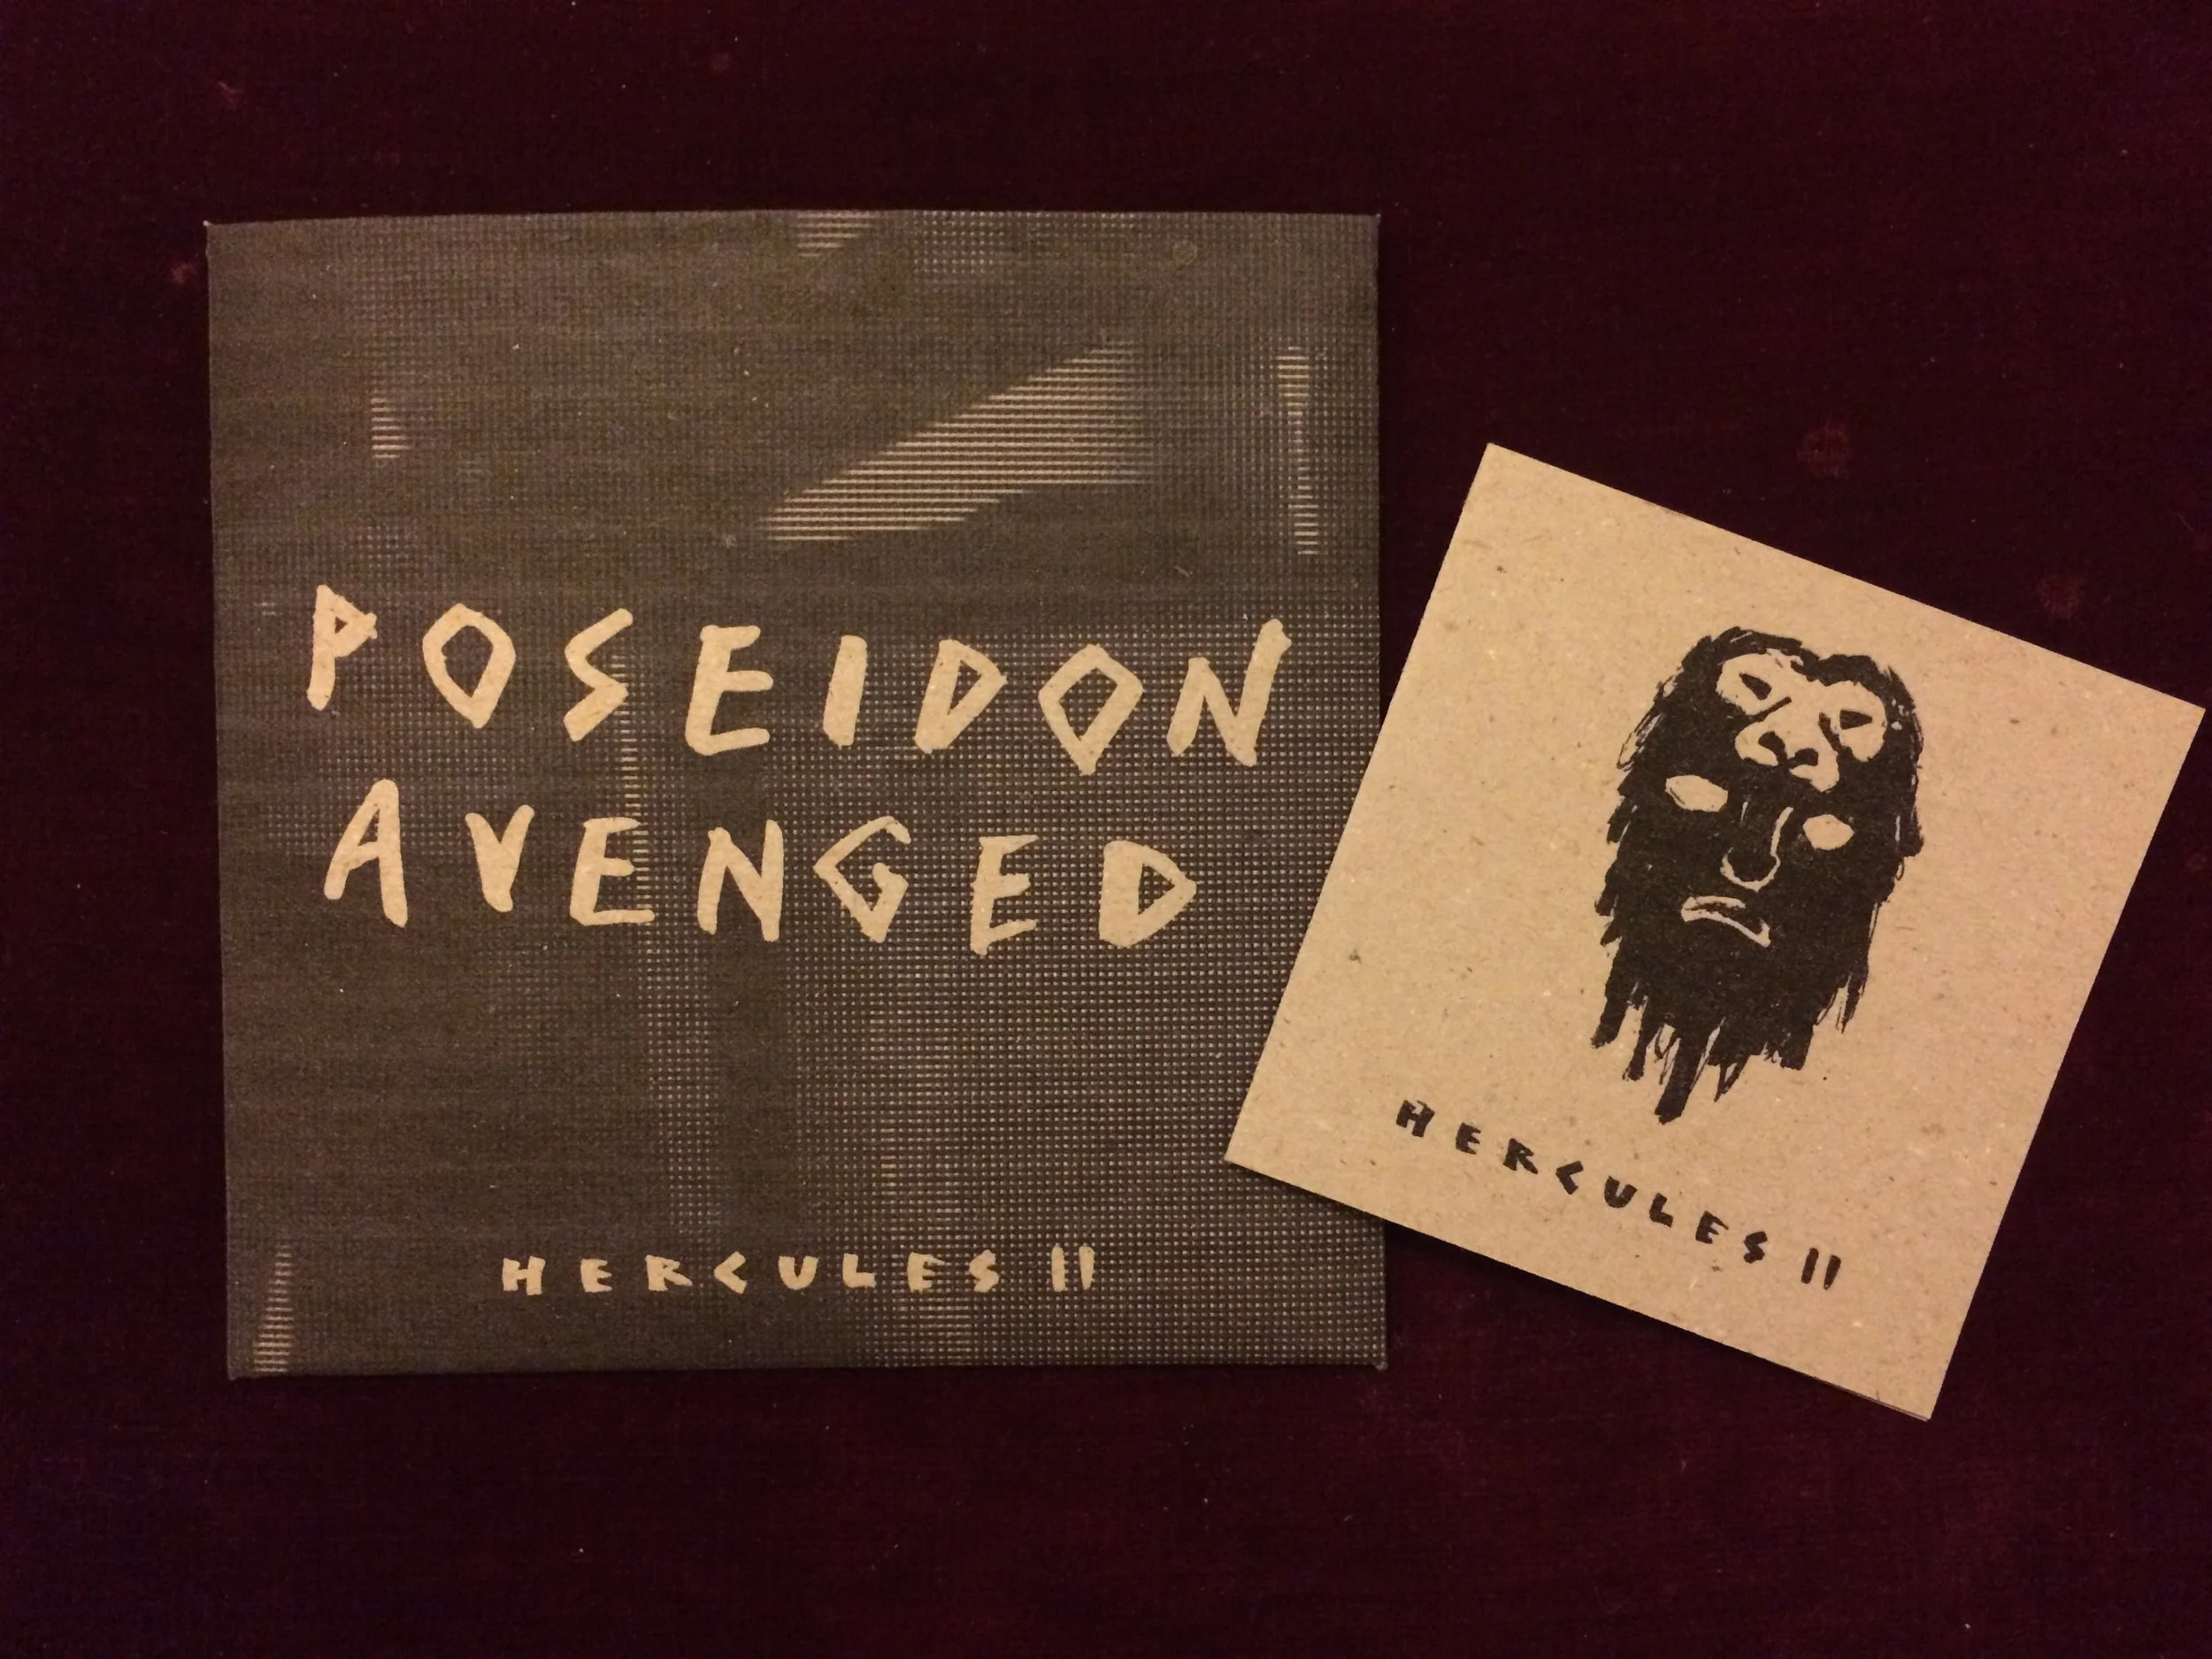 POSEIDON
AVENGED
HERCULES II
HERCULES II